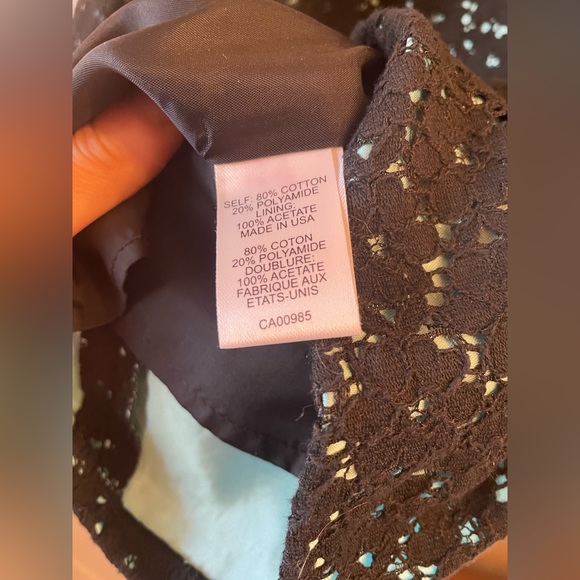 SELF: 80% COTTON
20% POLYAMIDE
LINING:
100% ACETATE
MADE IN USA
80% COTON
20% POLYAMIDE
DOUBLURE:
100% ACETATE
FABRIQUE AUX
ETATS-UNIS
CA00985